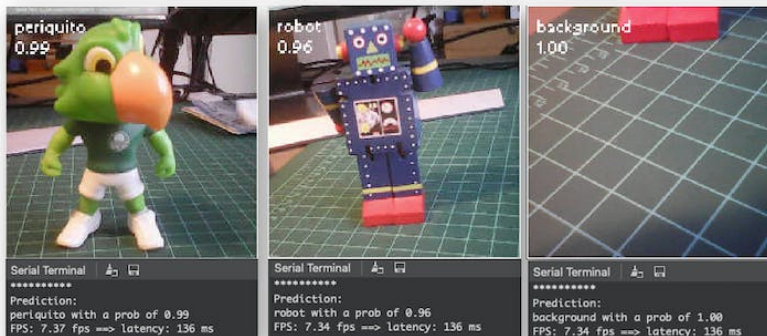 periquito
0.99
Serial Terminal
**********
Prediction:
periquito with a prob of 0.99
FPS: 7.37 fps ==> latency: 136 ms
robot
0.96
Serial Terminal
**********
Prediction:
robot with a prob of 0.96
FPS: 7.34 fps ==> latency: 136 ms
background
1.00
Serial Terminal
**********
Prediction:
background with a prob of 1.00
FPS: 7.34 fps ==> latency: 136 ms